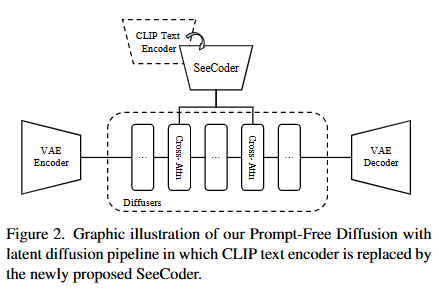 CLIP Text
Encoder
SeeCoder
VAE
Encoder
...
Cross-Attn
...
Cross-Attn
...
VAE
Decoder
Diffusers
Figure 2. Graphic illustration of our Prompt-Free Diffusion with
latent diffusion pipeline in which CLIP text encoder is replaced by
the newly proposed SeeCoder.